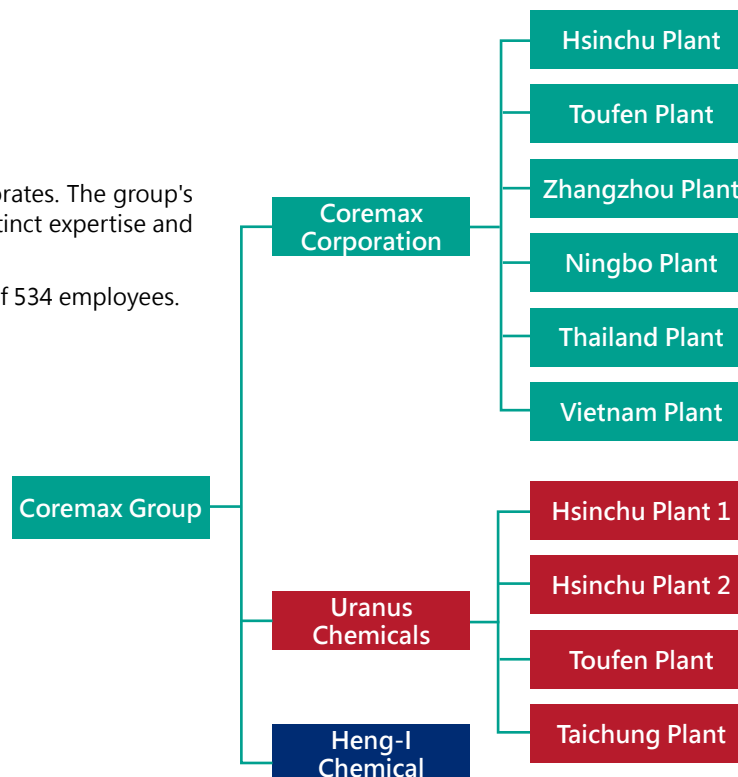 orates. The group's
tinct expertise and
f 534 employees.
Coremax Group
Coremax
Corporation
Hsinchu Plant
Toufen Plant
Zhangzhou Plant
Ningbo Plant
Thailand Plant
Vietnam Plant
Uranus
Chemicals
Hsinchu Plant 1
Hsinchu Plant 2
Toufen Plant
Taichung Plant
Heng-I
Chemical